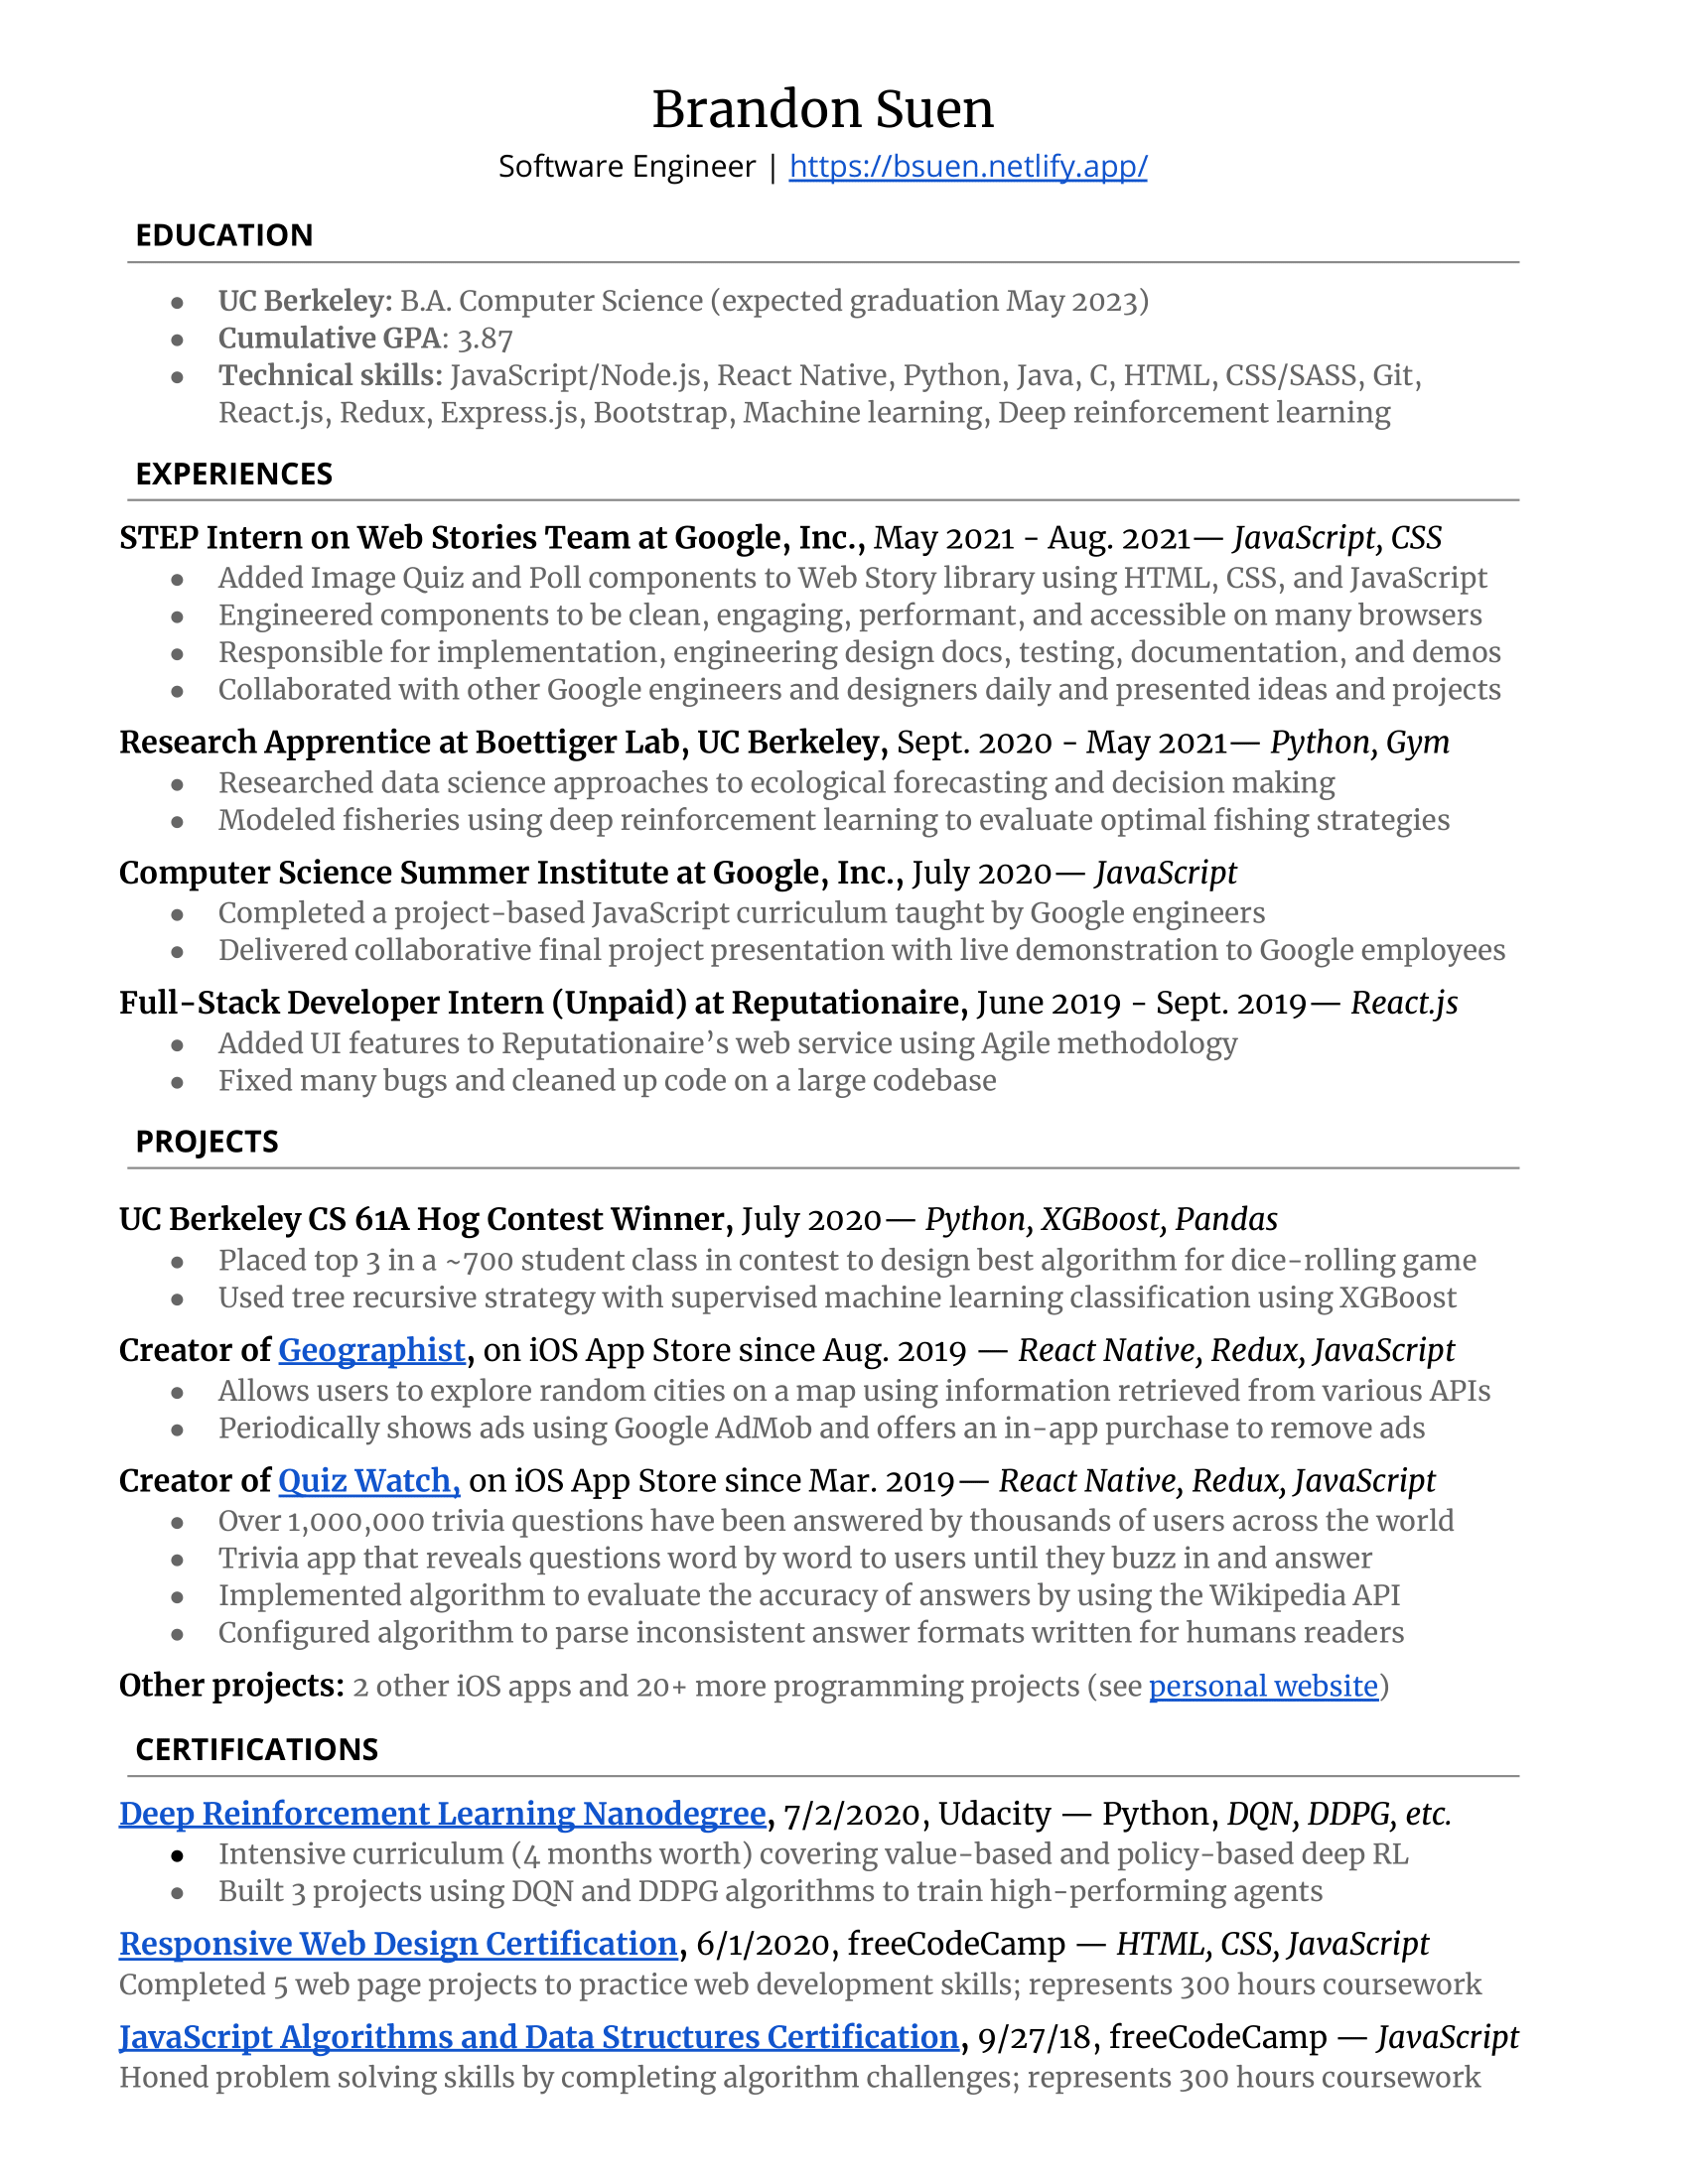 Brandon Suen
Software Engineer | https://bsuen.netlify.app/
EDUCATION
● UC Berkeley: B.A. Computer Science (expected graduation May 2023)
● Cumulative GPA: 3.87
● Technical skills: JavaScript/Node.js, React Native, Python, Java, C, HTML, CSS/SASS, Git,
React.js, Redux, Express.js, Bootstrap, Machine learning, Deep reinforcement learning
EXPERIENCES
STEP Intern on Web Stories Team at Google, Inc., May 2021 - Aug. 2021— JavaScript, CSS
● Added Image Quiz and Poll components to Web Story library using HTML, CSS, and JavaScript
● Engineered components to be clean, engaging, performant, and accessible on many browsers
● Responsible for implementation, engineering design docs, testing, documentation, and demos
● Collaborated with other Google engineers and designers daily and presented ideas and projects
Research Apprentice at Boettiger Lab, UC Berkeley, Sept. 2020 - May 2021— Python, Gym
● Researched data science approaches to ecological forecasting and decision making
● Modeled fisheries using deep reinforcement learning to evaluate optimal fishing strategies
Computer Science Summer Institute at Google, Inc., July 2020— JavaScript
● Completed a project-based JavaScript curriculum taught by Google engineers
● Delivered collaborative final project presentation with live demonstration to Google employees
Full-Stack Developer Intern (Unpaid) at Reputationaire, June 2019 - Sept. 2019— React.js
● Added UI features to Reputationaire’s web service using Agile methodology
● Fixed many bugs and cleaned up code on a large codebase
PROJECTS
UC Berkeley CS 61A Hog Contest Winner, July 2020— Python, XGBoost, Pandas
● Placed top 3 in a ~700 student class in contest to design best algorithm for dice-rolling game
● Used tree recursive strategy with supervised machine learning classification using XGBoost
Creator of Geographist, on iOS App Store since Aug. 2019 — React Native, Redux, JavaScript
● Allows users to explore random cities on a map using information retrieved from various APIs
● Periodically shows ads using Google AdMob and offers an in-app purchase to remove ads
Creator of Quiz Watch, on iOS App Store since Mar. 2019— React Native, Redux, JavaScript
● Over 1,000,000 trivia questions have been answered by thousands of users across the world
● Trivia app that reveals questions word by word to users until they buzz in and answer
● Implemented algorithm to evaluate the accuracy of answers by using the Wikipedia API
● Configured algorithm to parse inconsistent answer formats written for humans readers
Other projects: 2 other iOS apps and 20+ more programming projects (see personal website)
CERTIFICATIONS
Deep Reinforcement Learning Nanodegree, 7/2/2020, Udacity — Python, DQN, DDPG, etc.
● Intensive curriculum (4 months worth) covering value-based and policy-based deep RL
● Built 3 projects using DQN and DDPG algorithms to train high-performing agents
Responsive Web Design Certification, 6/1/2020, freeCodeCamp — HTML, CSS, JavaScript
Completed 5 web page projects to practice web development skills; represents 300 hours coursework
JavaScript Algorithms and Data Structures Certification, 9/27/18, freeCodeCamp — JavaScript
Honed problem solving skills by completing algorithm challenges; represents 300 hours coursework